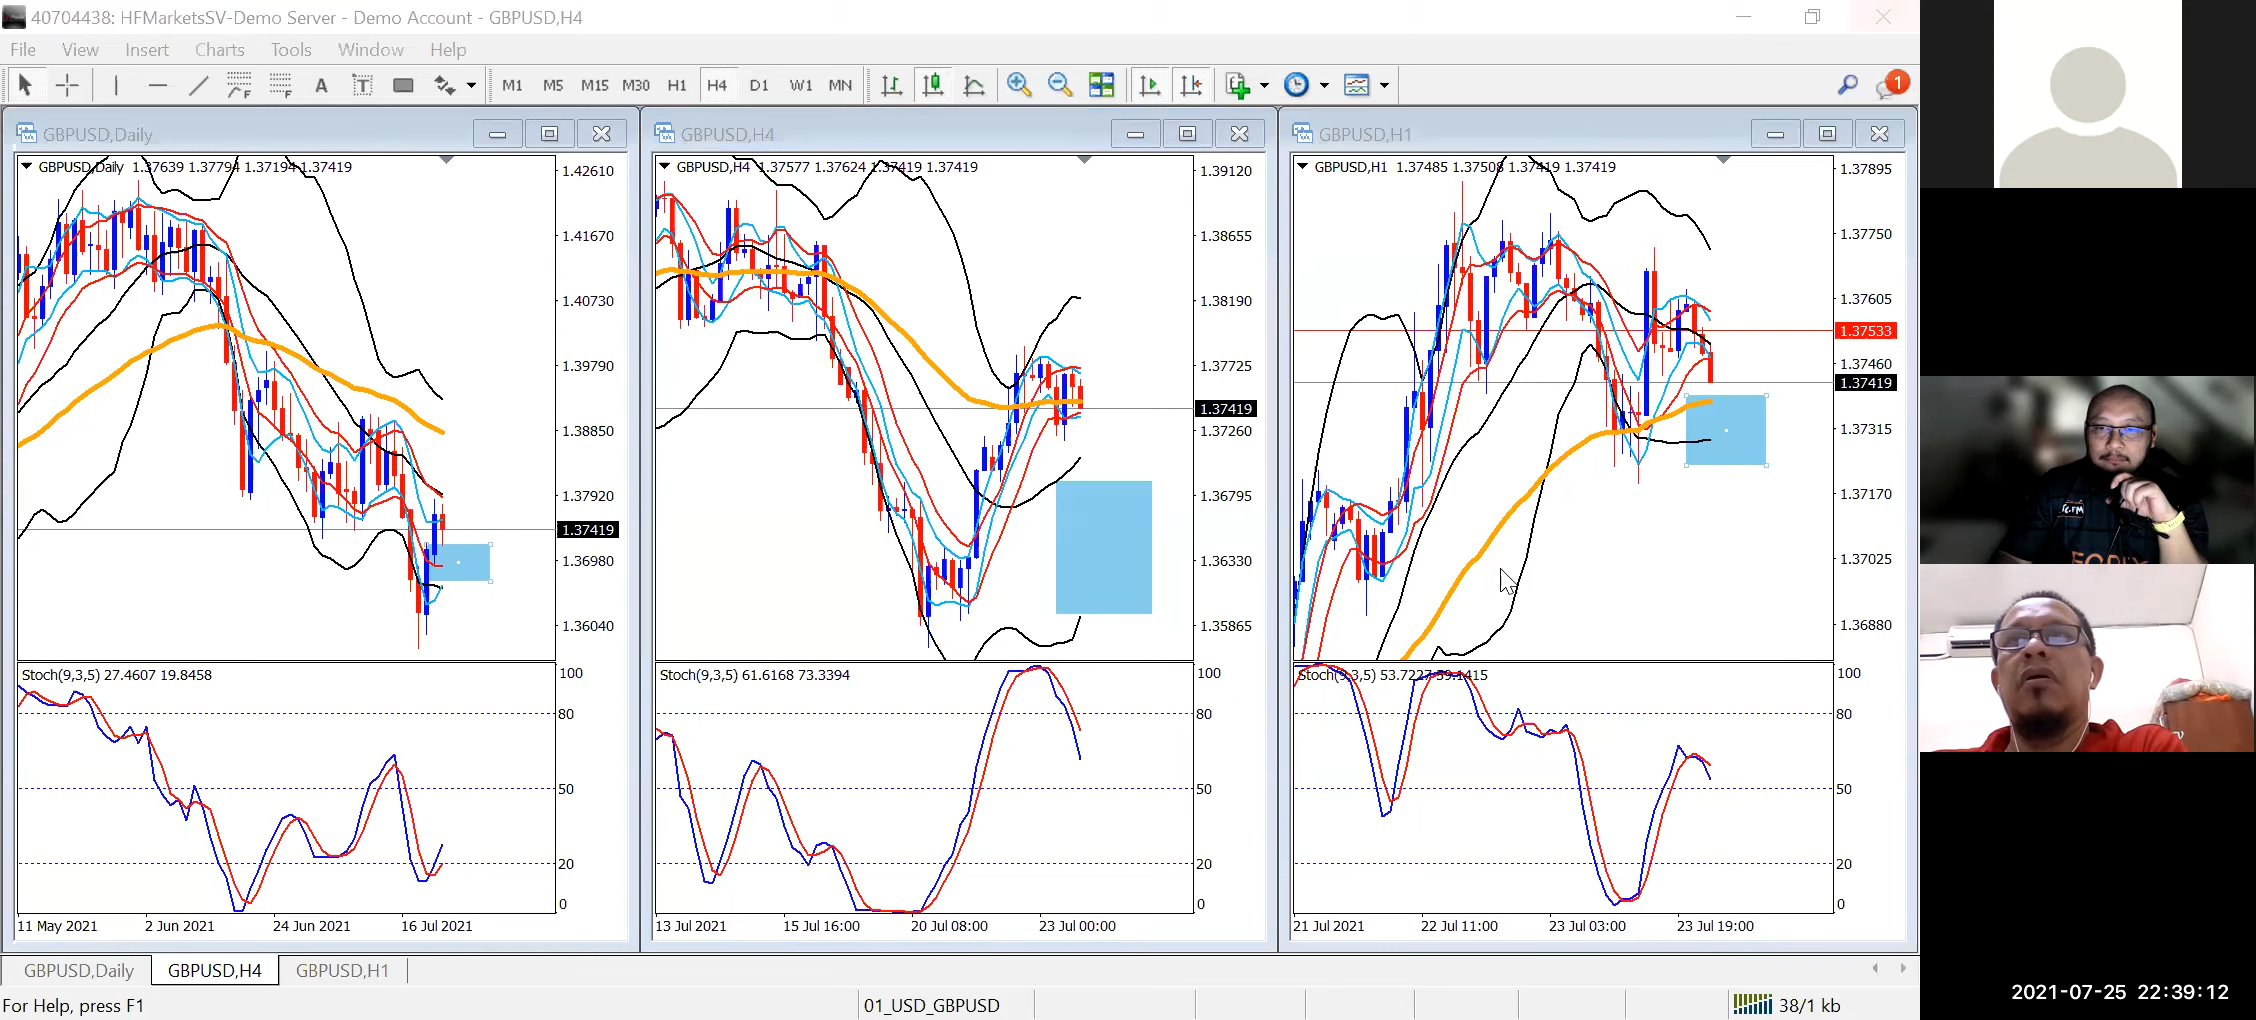 40704438: HFMarketsSV-Demo Server - Demo Account - GBPUSD,H4
File View Insert Charts Tools Window Help
A T M1 M5 M15 M30 H1 H4 D1 W1 MN 1
GBPUSD,Daily
GBPUSD,H4
GBPUSD,H1
GBPUSD,Daily 1.37639 1.37794 1.37194 1.37419
1.42610
1.41670
1.40730
1.39790
1.38850
1.37920
1.37419
1.36980
1.36040
Stoch(9,3,5) 27.4607 19.8458
100
80
50
20
0
11 May 2021 2 Jun 2021 24 Jun 2021 16 Jul 2021
GBPUSD,H4 1.37577 1.37624 1.37419 1.37419
1.39120
1.38655
1.38190
1.37725
1.37419
1.37260
1.36795
1.36330
1.35865
Stoch(9,3,5) 61.6168 73.3394
100
80
50
20
0
13 Jul 2021 15 Jul 16:00 20 Jul 08:00 23 Jul 00:00
GBPUSD,H1 1.37485 1.37508 1.37419 1.37419
1.37895
1.37750
1.37605
1.37533
1.37460
1.37419
1.37315
1.37170
1.37025
1.36880
Stoch(9,3,5) 53.7227 59.1415
100
80
50
20
0
21 Jul 2021 22 Jul 11:00 23 Jul 03:00 23 Jul 19:00
GBPUSD,Daily GBPUSD,H4 GBPUSD,H1
For Help, press F1
01_USD_GBPUSD
38/1 kb
2021-07-25 22:39:12